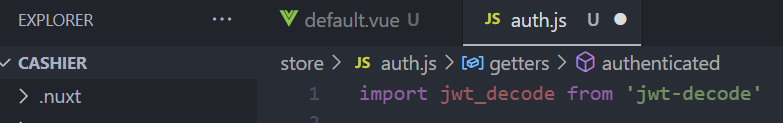 EXPLORER
default.vue U
JS auth.js U
CASHIER
store > JS auth.js > getters > authenticated
> .nuxt
1 import jwt_decode from 'jwt-decode'
2